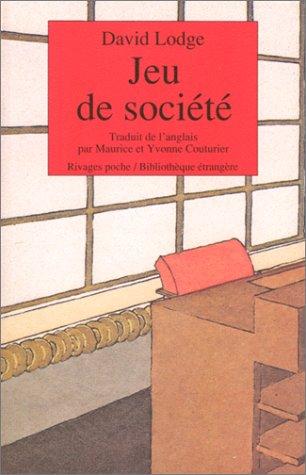 David Lodge
Jeu
de société
Traduit de l'anglais
par Maurice et Yvonne Couturier
Rivages poche / Bibliothèque étrangère